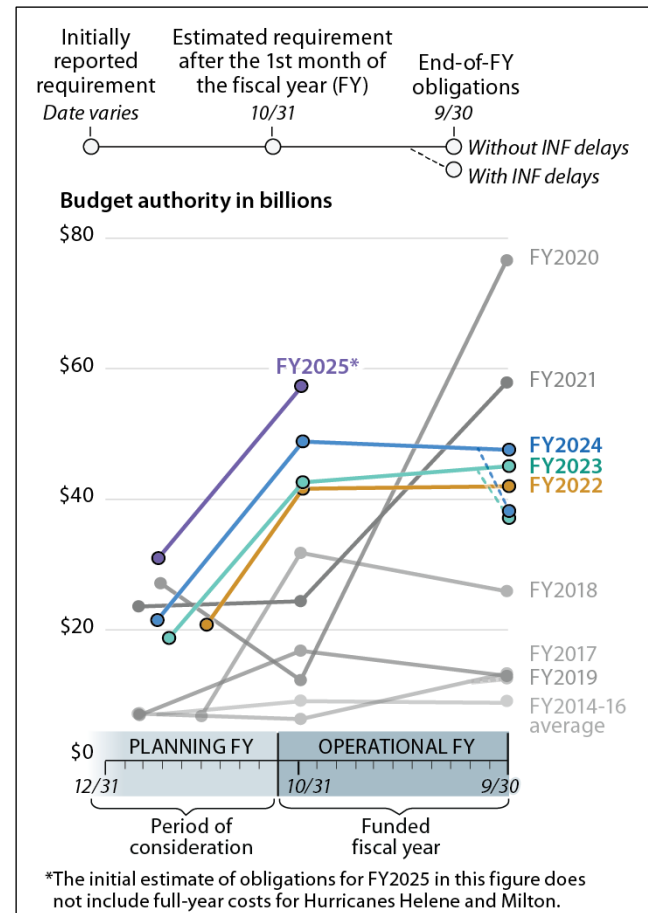 Initially
reported
requirement
Date varies
Estimated requirement
after the 1st month of
the fiscal year (FY)
10/31
End-of-FY
obligations
9/30
Without INF delays
With INF delays
Budget authority in billions
$80
FY2020
$60
FY2025*
FY2021
FY2024
FY2023
FY2022
$40
FY2018
$20
FY2017
FY2019
FY2014-16
average
$0
PLANNING FY
OPERATIONAL FY
12/31
10/31
9/30
Period of
consideration
Funded
fiscal year
*The initial estimate of obligations for FY2025 in this figure does
not include full-year costs for Hurricanes Helene and Milton.